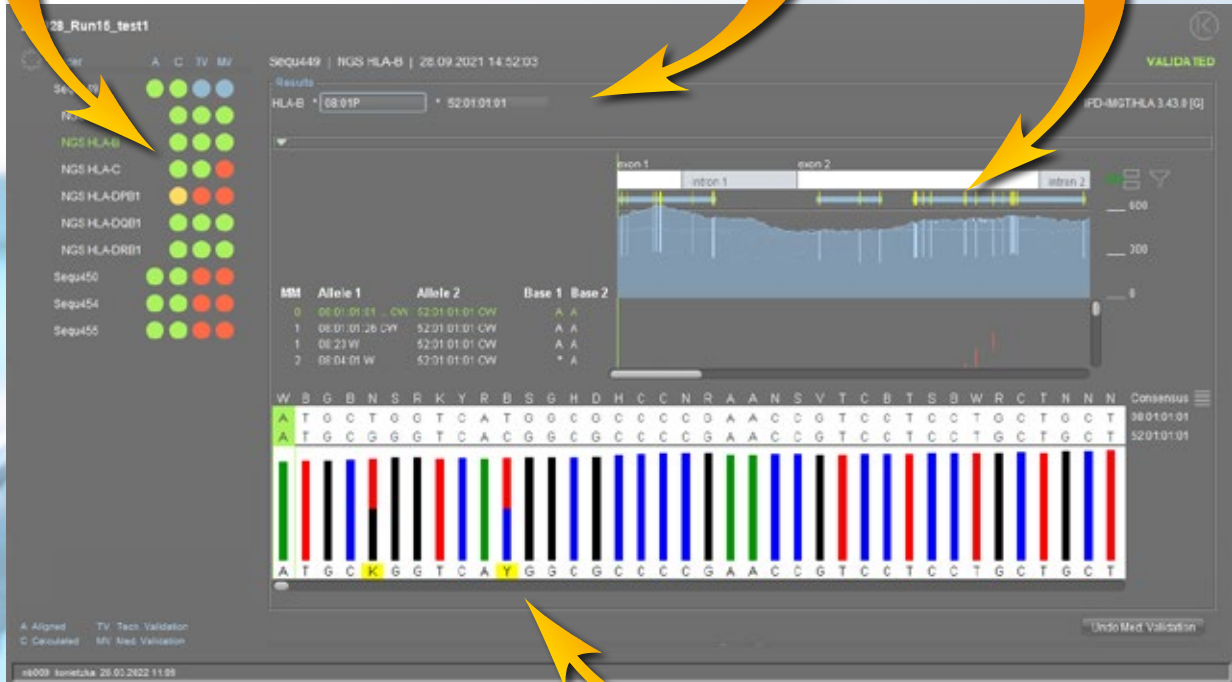 28_Run15_test1
A C TV MV
Sequ449 | NGS HLA-B | 28.09.2021 14:52:03
VALIDATED
Results
HLA-B * 08:01P * 52:01:01:01
IPD-IMGT/HLA 3.43.0 [G]
NGS HLA-B
NGS HLA-C
NGS HLA-DPB1
NGS HLA-DQB1
NGS HLA-DRB1
Sequ450
Sequ454
Sequ455
exon 1 exon 2
intron 1 intron 2
600
300
0
MM Allele 1 Allele 2 Base 1 Base 2
0 08:01:01:01 .. CW 52:01:01:01 CW A A
1 08:01:01:26 CW 52:01:01:01 CW A A
1 08:23 W 52:01:01:01 CW A A
2 08:04:01 W 52:01:01:01 CW * A
W B G B N S R K Y R B S G H D H C C N R A A N S V T C B T S B W R C T N N N Consensus
A T G C T G G T C A T G G C G C C C C G A A C C G T C C T C C T G C T G C T 08:01:01:01
A T G C G G G T C A C G G C G C C C C G A A C C G T C C T C C T G C T G C T 52:01:01:01
A T G C K G G T C A Y G G C G C C C C G A A C C G T C C T C C T G C T G C T
A Aligned TV Tech. Validation
C Calculated MV Med. Validation
Undo Med. Validation